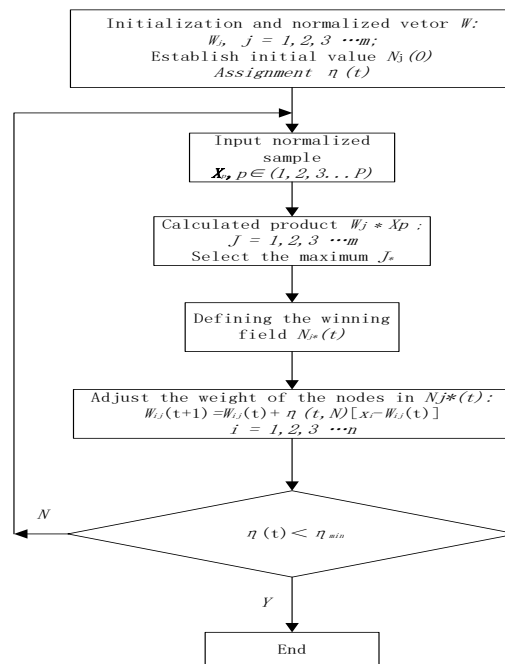 Initialization and normalized vetor W:
Wj, j = 1,2,3 …m;
Establish initial value Nj(0)
Assignment η(t)
Input normalized
sample
Xp, p∈(1,2,3...P)
Calculated product Wj * Xp :
J = 1,2,3 …m
Select the maximum J*
Defining the winning
field Nj*(t)
Adjust the weight of the nodes in Nj*(t):
Wij(t+1)=Wij(t)+ η(t,N)[xi-Wij(t)]
i = 1,2,3 …n
N
η(t)< ηmin
Y
End